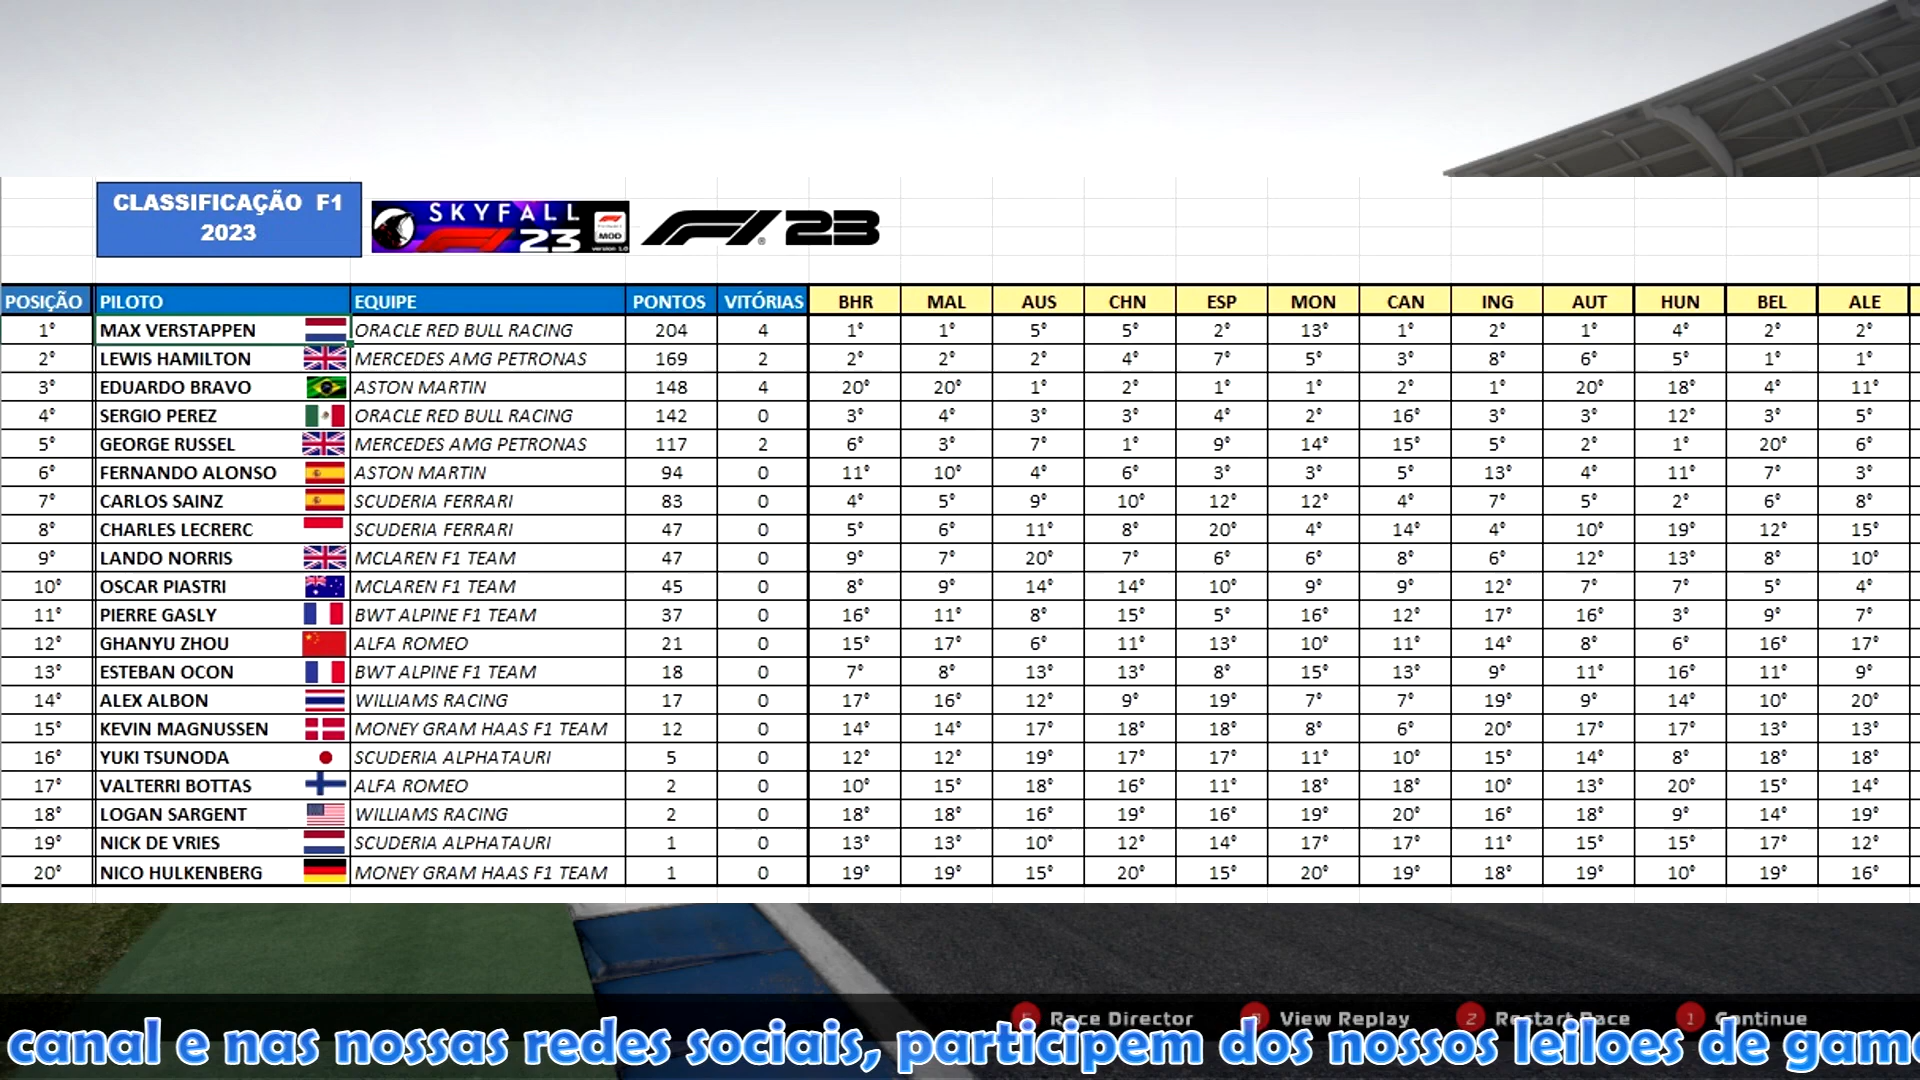 CLASSIFICAÇÃO F1
2023
SKYFALL
F1 23
MOD
F1 23
POSIÇÃO PILOTO EQUIPE PONTOS VITÓRIAS BHR MAL AUS CHN ESP MON CAN ING AUT HUN BEL ALE
1° MAX VERSTAPPEN ORACLE RED BULL RACING 204 4 1° 1° 5° 5° 2° 13° 1° 2° 1° 4° 2° 2°
2° LEWIS HAMILTON MERCEDES AMG PETRONAS 169 2 2° 2° 2° 4° 7° 5° 3° 8° 6° 5° 1° 1°
3° EDUARDO BRAVO ASTON MARTIN 148 4 20° 20° 1° 2° 1° 1° 2° 1° 20° 18° 4° 11°
4° SERGIO PEREZ ORACLE RED BULL RACING 142 0 3° 4° 3° 3° 4° 2° 16° 3° 3° 12° 3° 5°
5° GEORGE RUSSEL MERCEDES AMG PETRONAS 117 2 6° 3° 7° 1° 9° 14° 15° 5° 2° 1° 20° 6°
6° FERNANDO ALONSO ASTON MARTIN 94 0 11° 10° 4° 6° 3° 3° 5° 13° 4° 11° 7° 3°
7° CARLOS SAINZ SCUDERIA FERRARI 83 0 4° 5° 9° 10° 12° 12° 4° 7° 5° 2° 6° 8°
8° CHARLES LECRERC SCUDERIA FERRARI 47 0 5° 6° 11° 8° 20° 4° 14° 4° 10° 19° 12° 15°
9° LANDO NORRIS MCLAREN F1 TEAM 47 0 9° 7° 20° 7° 6° 6° 8° 6° 12° 13° 8° 10°
10° OSCAR PIASTRI MCLAREN F1 TEAM 45 0 8° 9° 14° 14° 10° 9° 9° 12° 7° 7° 5° 4°
11° PIERRE GASLY BWT ALPINE F1 TEAM 37 0 16° 11° 8° 15° 5° 16° 12° 17° 16° 3° 9° 7°
12° GHANYU ZHOU ALFA ROMEO 21 0 15° 17° 6° 11° 13° 10° 11° 14° 8° 6° 16° 17°
13° ESTEBAN OCON BWT ALPINE F1 TEAM 18 0 7° 8° 13° 13° 8° 15° 13° 9° 11° 16° 11° 9°
14° ALEX ALBON WILLIAMS RACING 17 0 17° 16° 12° 9° 19° 7° 7° 19° 9° 14° 10° 20°
15° KEVIN MAGNUSSEN MONEY GRAM HAAS F1 TEAM 12 0 14° 14° 17° 18° 18° 8° 6° 20° 17° 17° 13° 13°
16° YUKI TSUNODA SCUDERIA ALPHATAURI 5 0 12° 12° 19° 17° 17° 11° 10° 15° 14° 8° 18° 18°
17° VALTERRI BOTTAS ALFA ROMEO 2 0 10° 15° 18° 16° 11° 18° 18° 10° 13° 20° 15° 14°
18° LOGAN SARGENT WILLIAMS RACING 2 0 18° 18° 16° 19° 16° 19° 20° 16° 18° 9° 14° 19°
19° NICK DE VRIES SCUDERIA ALPHATAURI 1 0 13° 13° 10° 12° 14° 17° 17° 11° 15° 15° 17° 12°
20° NICO HULKENBERG MONEY GRAM HAAS F1 TEAM 1 0 19° 19° 15° 20° 15° 20° 19° 18° 19° 10° 19° 16°
Race Director View Replay 2 Restart Race 1 Continue
canal e nas nossas redes sociais, participem dos nossos leiloes de game